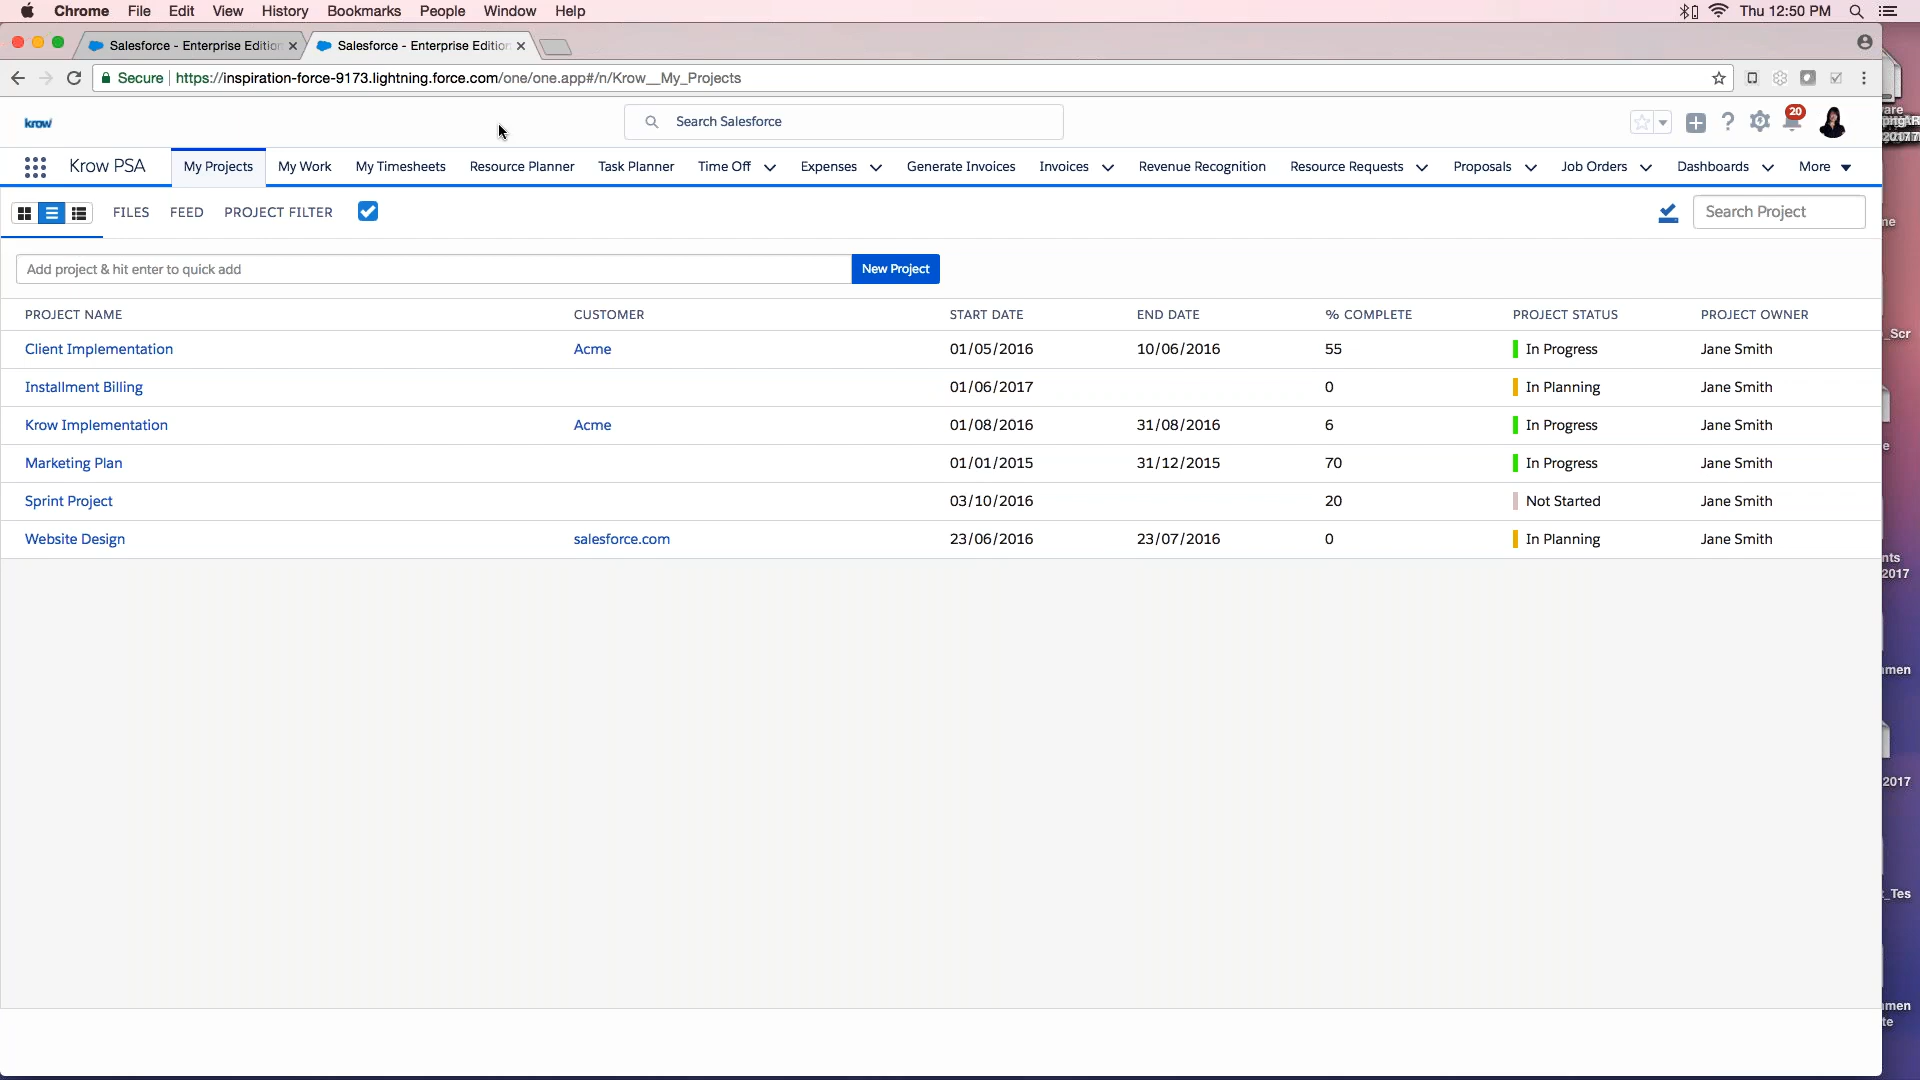 Chrome File Edit View History Bookmarks People Window Help Thu 12:50 PM
Salesforce - Enterprise Edition Salesforce - Enterprise Edition
Secure https://inspiration-force-9173.lightning.force.com/one/one.app#/n/Krow__My_Projects
krow Search Salesforce ? 20
Krow PSA My Projects My Work My Timesheets Resource Planner Task Planner Time Off Expenses Generate Invoices Invoices Revenue Recognition Resource Requests Proposals Job Orders Dashboards More
FILES FEED PROJECT FILTER Search Project
Add project & hit enter to quick add New Project
PROJECT NAME CUSTOMER START DATE END DATE % COMPLETE PROJECT STATUS PROJECT OWNER
Client Implementation Acme 01/05/2016 10/06/2016 55 In Progress Jane Smith
Installment Billing 01/06/2017 0 In Planning Jane Smith
Krow Implementation Acme 01/08/2016 31/08/2016 6 In Progress Jane Smith
Marketing Plan 01/01/2015 31/12/2015 70 In Progress Jane Smith
Sprint Project 03/10/2016 20 Not Started Jane Smith
Website Design salesforce.com 23/06/2016 23/07/2016 0 In Planning Jane Smith